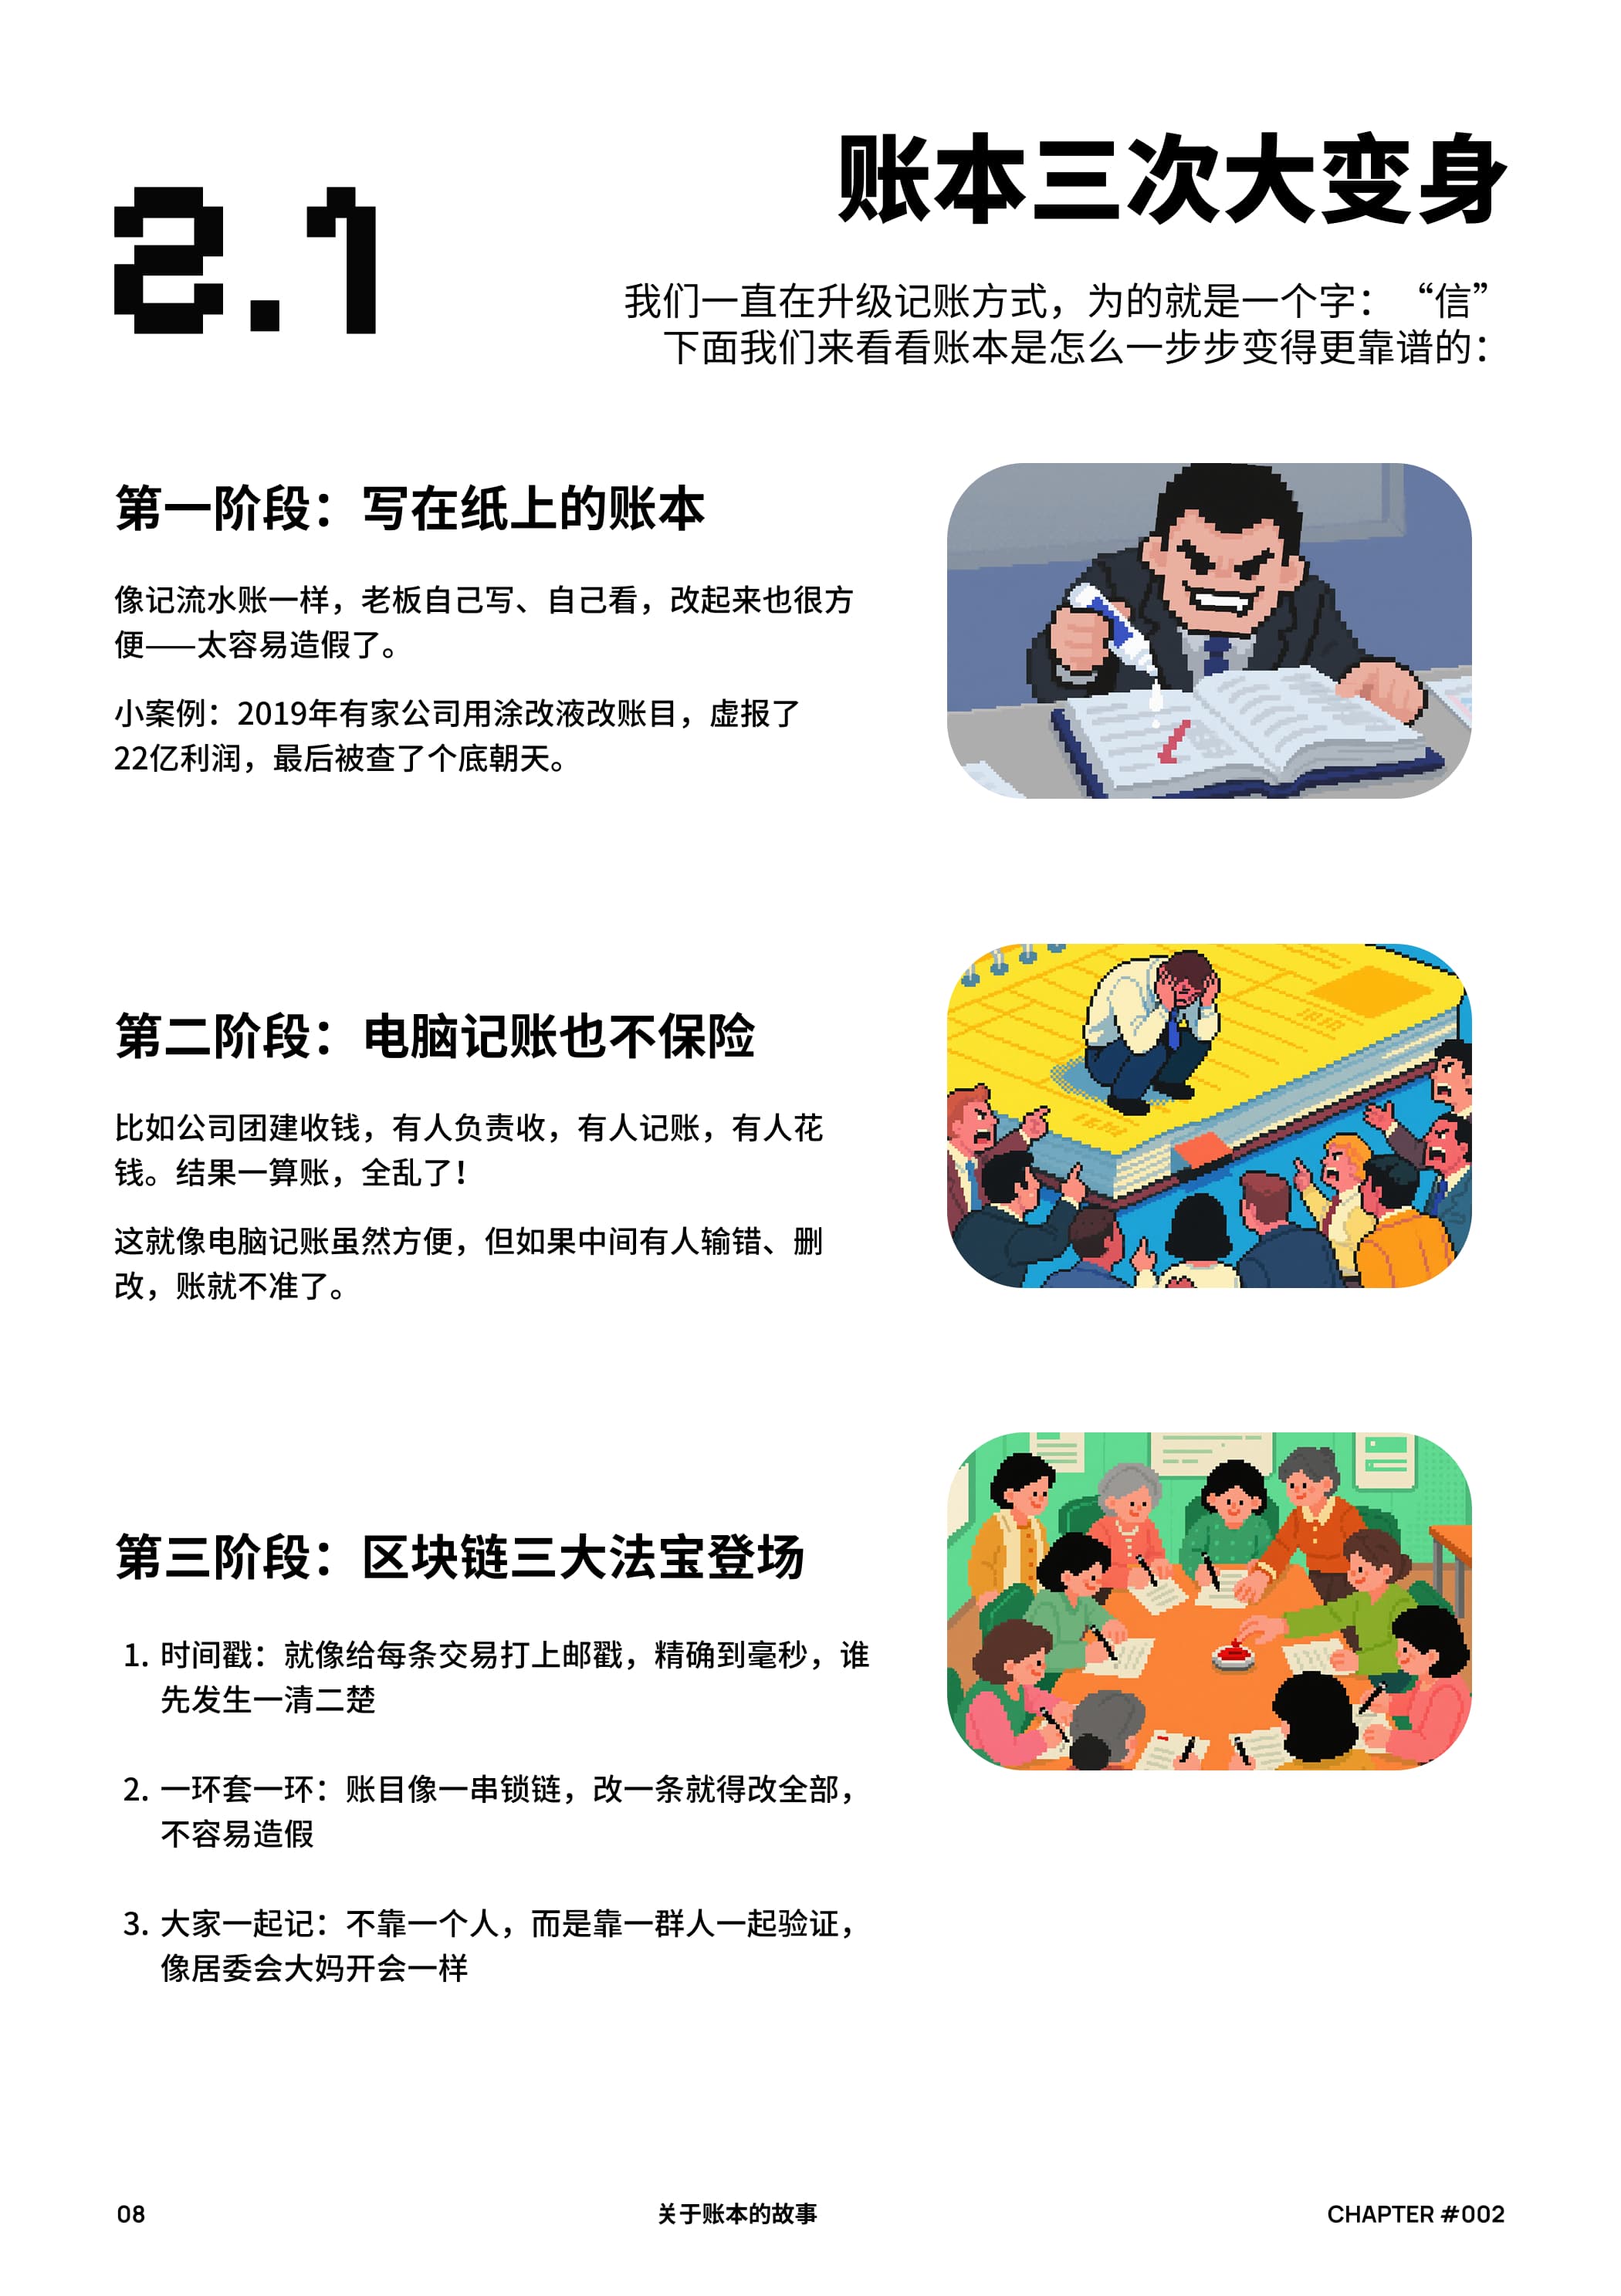 2.1
账本三次大变身
我们一直在升级记账方式，为的就是一个字：“信”
下面我们来看看账本是怎么一步步变得更靠谱的：
第一阶段：写在纸上的账本
像记流水账一样，老板自己写、自己看，改起来也很方
便——太容易造假了。
小案例：2019年有家公司用涂改液改账目，虚报了
22亿利润，最后被查了个底朝天。
第二阶段：电脑记账也不保险
比如公司团建收钱，有人负责收，有人记账，有人花
钱。结果一算账，全乱了！
这就像电脑记账虽然方便，但如果中间有人输错、删
改，账就不准了。
第三阶段：区块链三大法宝登场
1. 时间戳：就像给每条交易打上邮戳，精确到毫秒，谁
先发生一清二楚
2. 一环套一环：账目像一串锁链，改一条就得改全部，
不容易造假
3. 大家一起记：不靠一个人，而是靠一群人一起验证，
像居委会大妈开会一样
08
关于账本的故事
CHAPTER #002